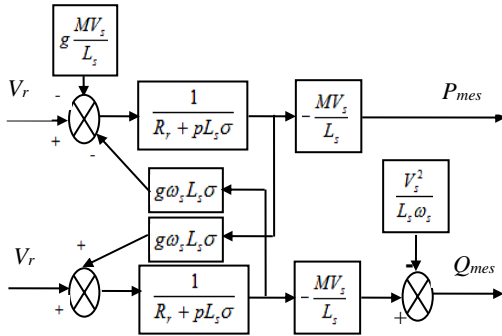 g MV_s / L_s
V_r
-
+
-
1 / (R_r + pL_sσ)
- MV_s / L_s
P_mes
gω_sL_sσ
V_s^2 / (L_sω_s)
gω_sL_sσ
V_r
+
+
1 / (R_r + pL_sσ)
- MV_s / L_s
-
+
Q_mes